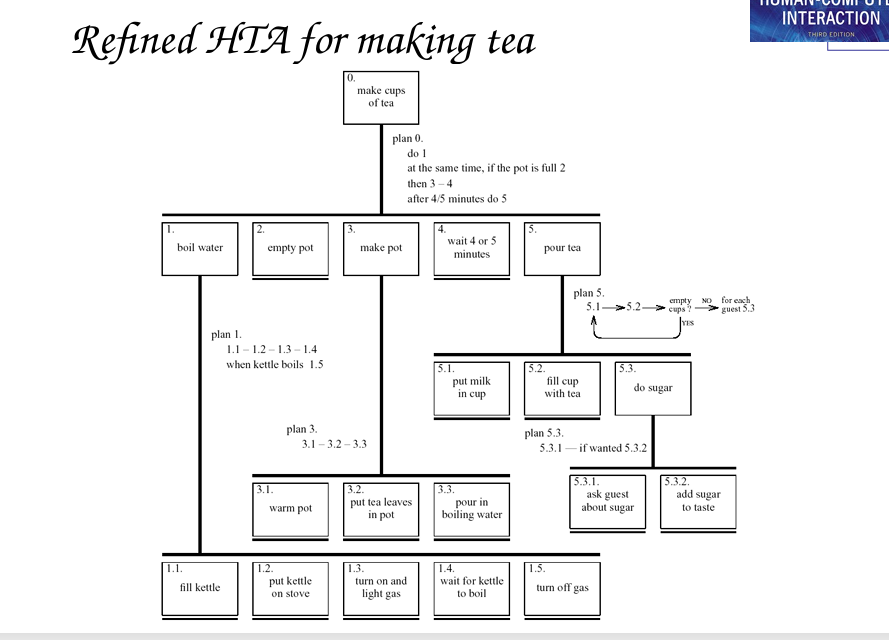 Refined HTA for making tea
HUMAN-COMPUTER
INTERACTION
THIRD EDITION
0.
make cups
of tea
plan 0.
do 1
at the same time, if the pot is full 2
then 3 – 4
after 4/5 minutes do 5
1.
boil water
2.
empty pot
3.
make pot
4.
wait 4 or 5
minutes
5.
pour tea
plan 5.
5.1 5.2 empty cups? NO for each guest 5.3
YES
plan 1.
1.1 – 1.2 – 1.3 – 1.4
when kettle boils 1.5
5.1.
put milk
in cup
5.2.
fill cup
with tea
5.3.
do sugar
plan 3.
3.1 – 3.2 – 3.3
plan 5.3.
5.3.1 — if wanted 5.3.2
3.1.
warm pot
3.2.
put tea leaves
in pot
3.3.
pour in
boiling water
5.3.1.
ask guest
about sugar
5.3.2.
add sugar
to taste
1.1.
fill kettle
1.2.
put kettle
on stove
1.3.
turn on and
light gas
1.4.
wait for kettle
to boil
1.5.
turn off gas